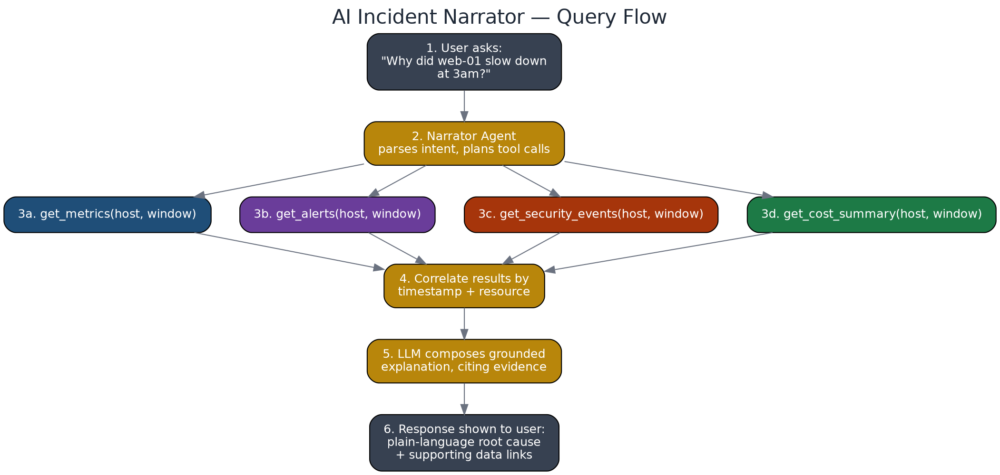 AI Incident Narrator — Query Flow
1. User asks:
"Why did web-01 slow down
at 3am?"
2. Narrator Agent
parses intent, plans tool calls
3a. get_metrics(host, window)
3b. get_alerts(host, window)
3c. get_security_events(host, window)
3d. get_cost_summary(host, window)
4. Correlate results by
timestamp + resource
5. LLM composes grounded
explanation, citing evidence
6. Response shown to user:
plain-language root cause
+ supporting data links